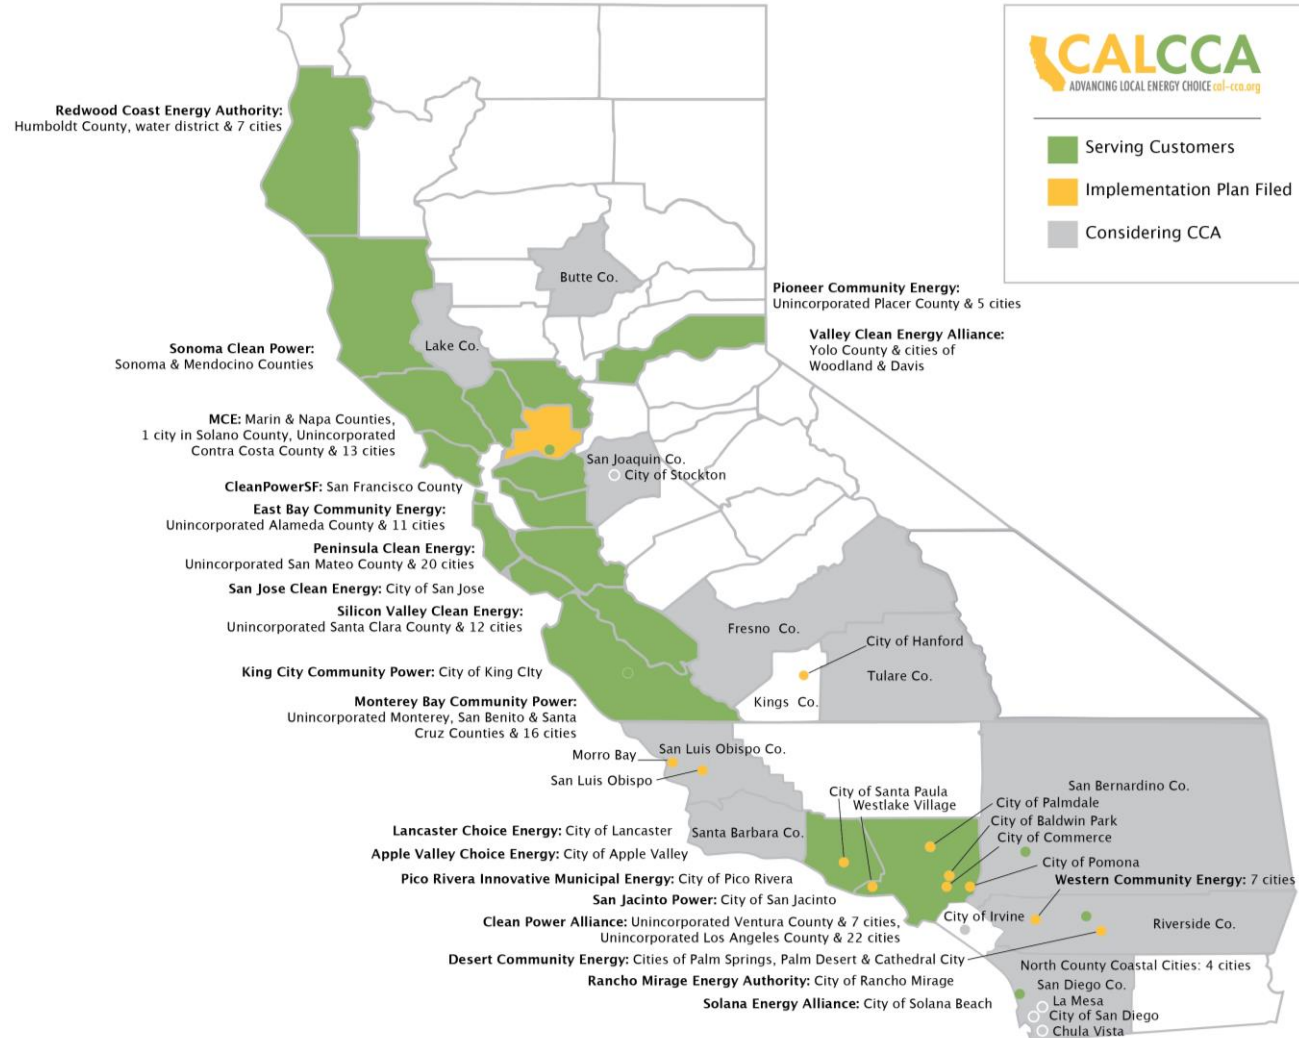 CALCCA
ADVANCING LOCAL ENERGY CHOICE cal-cca.org
Serving Customers
Implementation Plan Filed
Considering CCA
Redwood Coast Energy Authority:
Humboldt County, water district & 7 cities
Butte Co.
Pioneer Community Energy:
Unincorporated Placer County & 5 cities
Valley Clean Energy Alliance:
Yolo County & cities of
Woodland & Davis
Lake Co.
Sonoma Clean Power:
Sonoma & Mendocino Counties
MCE: Marin & Napa Counties,
1 city in Solano County, Unincorporated
Contra Costa County & 13 cities
San Joaquin Co.
City of Stockton
CleanPowerSF: San Francisco County
East Bay Community Energy:
Unincorporated Alameda County & 11 cities
Peninsula Clean Energy:
Unincorporated San Mateo County & 20 cities
San Jose Clean Energy: City of San Jose
Silicon Valley Clean Energy:
Unincorporated Santa Clara County & 12 cities
Fresno Co.
City of Hanford
Tulare Co.
Kings Co.
King City Community Power: City of King CIty
Monterey Bay Community Power:
Unincorporated Monterey, San Benito & Santa
Cruz Counties & 16 cities
Morro Bay
San Luis Obispo Co.
San Luis Obispo
San Bernardino Co.
City of Santa Paula
Westlake Village
City of Palmdale
City of Baldwin Park
City of Commerce
City of Pomona
Santa Barbara Co.
Lancaster Choice Energy: City of Lancaster
Apple Valley Choice Energy: City of Apple Valley
Pico Rivera Innovative Municipal Energy: City of Pico Rivera
Western Community Energy: 7 cities
San Jacinto Power: City of San Jacinto
City of Irvine
Riverside Co.
Clean Power Alliance: Unincorporated Ventura County & 7 cities,
Unincorporated Los Angeles County & 22 cities
Desert Community Energy: Cities of Palm Springs, Palm Desert & Cathedral City
Rancho Mirage Energy Authority: City of Rancho Mirage
Solana Energy Alliance: City of Solana Beach
North County Coastal Cities: 4 cities
San Diego Co.
La Mesa
City of San Diego
Chula Vista